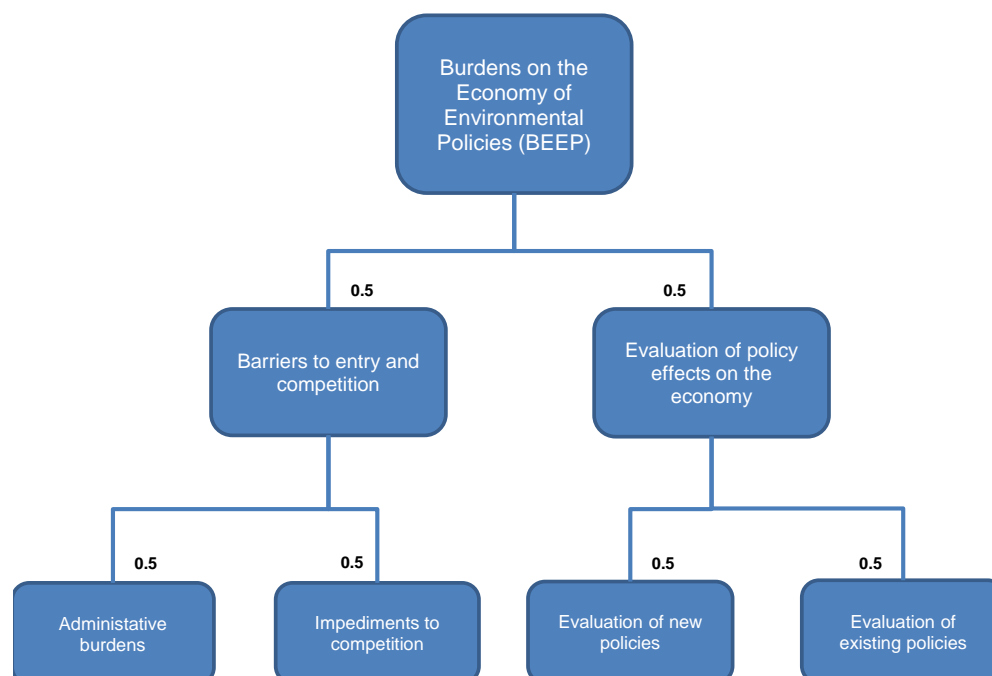 Burdens on the
Economy of
Environmental
Policies (BEEP)
0.5
0.5
Barriers to entry and
competition
Evaluation of policy
effects on the
economy
0.5
0.5
0.5
0.5
Administative
burdens
Impediments to
competition
Evaluation of new
policies
Evaluation of
existing policies